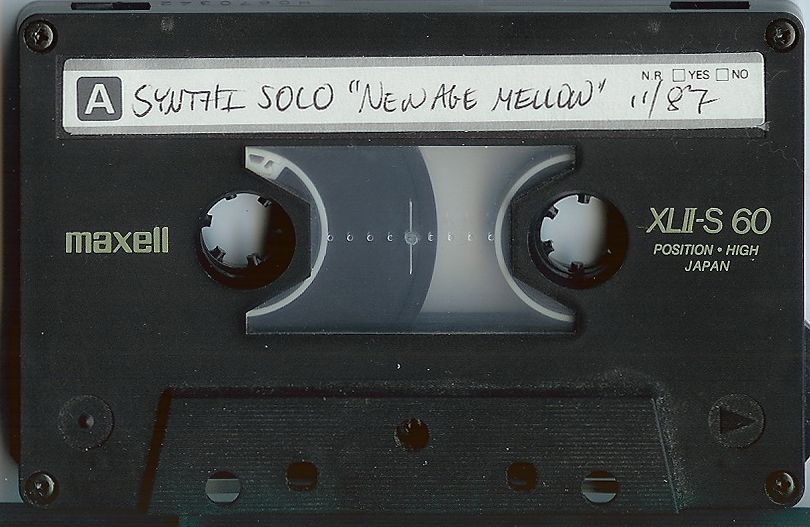 N.R □ YES □ NO
A SYNTHI SOLO "NEW AGE MELLOW" 11/87
maxell
XLII-S 60
POSITION • HIGH
JAPAN